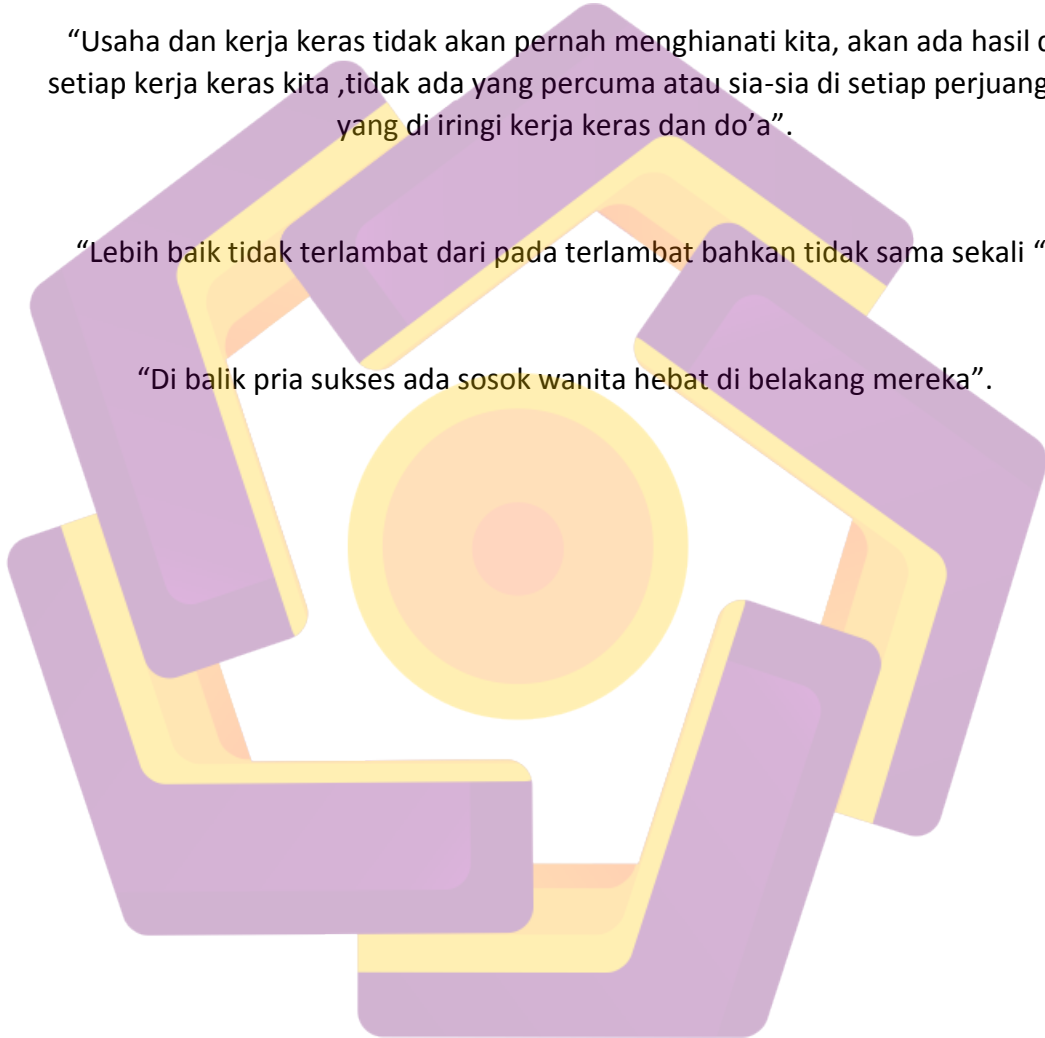 “Usaha dan kerja keras tidak akan pernah menghianati kita, akan ada hasil
setiap kerja keras kita ,tidak ada yang percuma atau sia-sia di setiap
yang di iringi kerja keras dan do’a”.
“Lebih baik tidak terlambat dari pada terlambat bahkan tidak sama sekali “
“Di balik pria sukses ada sosok wanita hebat di belakang mereka”.